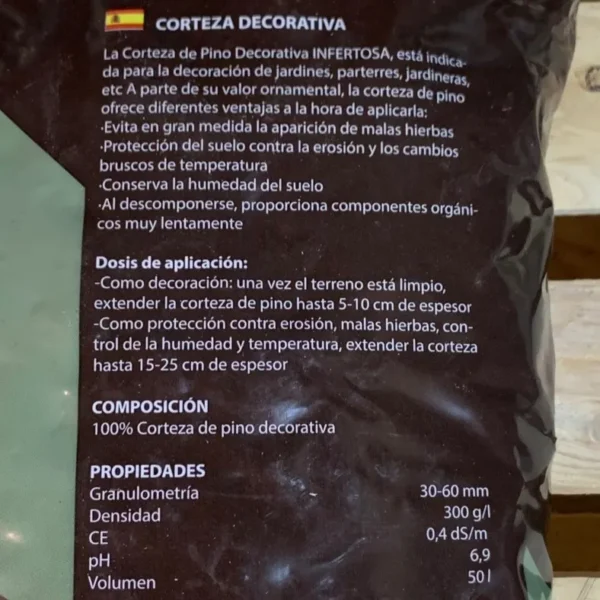 CORTEZA DECORATIVA
La Corteza de Pino Decorativa INFERTOSA, está indica-
da para la decoración de jardines, parterres, jardineras,
etc A parte de su valor ornamental, la corteza de pino
ofrece diferentes ventajas a la hora de aplicarla:
·Evita en gran medida la aparición de malas hierbas
·Protección del suelo contra la erosión y los cambios
bruscos de temperatura
·Conserva la humedad del suelo
·Al descomponerse, proporciona componentes orgáni-
cos muy lentamente
Dosis de aplicación:
-Como decoración: una vez el terreno está limpio,
extender la corteza de pino hasta 5-10 cm de espesor
-Como protección contra erosión, malas hierbas, con-
trol de la humedad y temperatura, extender la corteza
hasta 15-25 cm de espesor
COMPOSICIÓN
100% Corteza de pino decorativa
PROPIEDADES
Granulometría 30-60 mm
Densidad 300 g/l
CE 0,4 dS/m
pH 6,9
Volumen 50 l